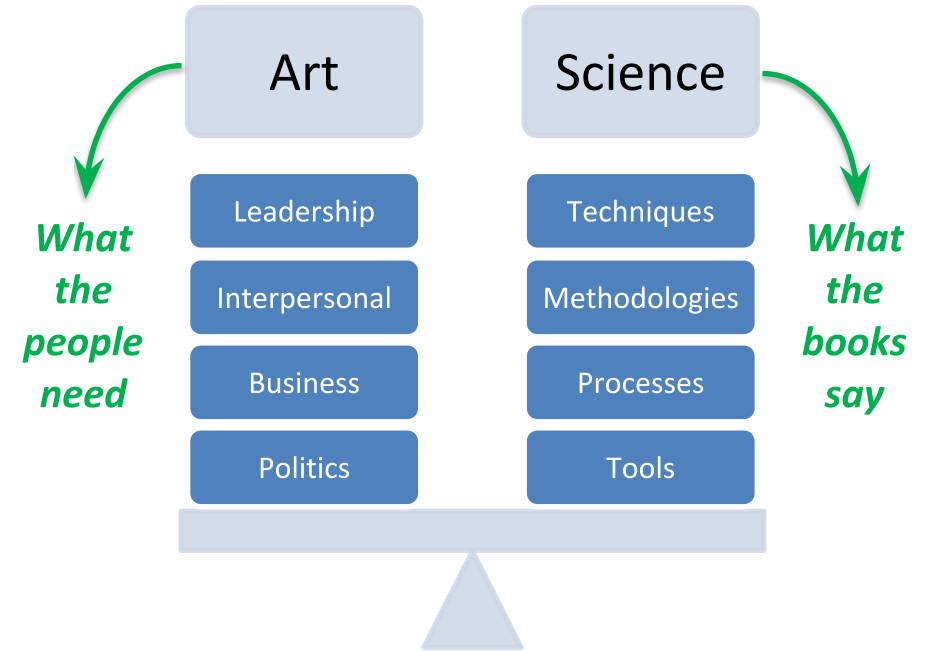 Art
Science
What
the
people
need
Leadership
Interpersonal
Business
Politics
Techniques
Methodologies
Processes
Tools
What
the
books
say